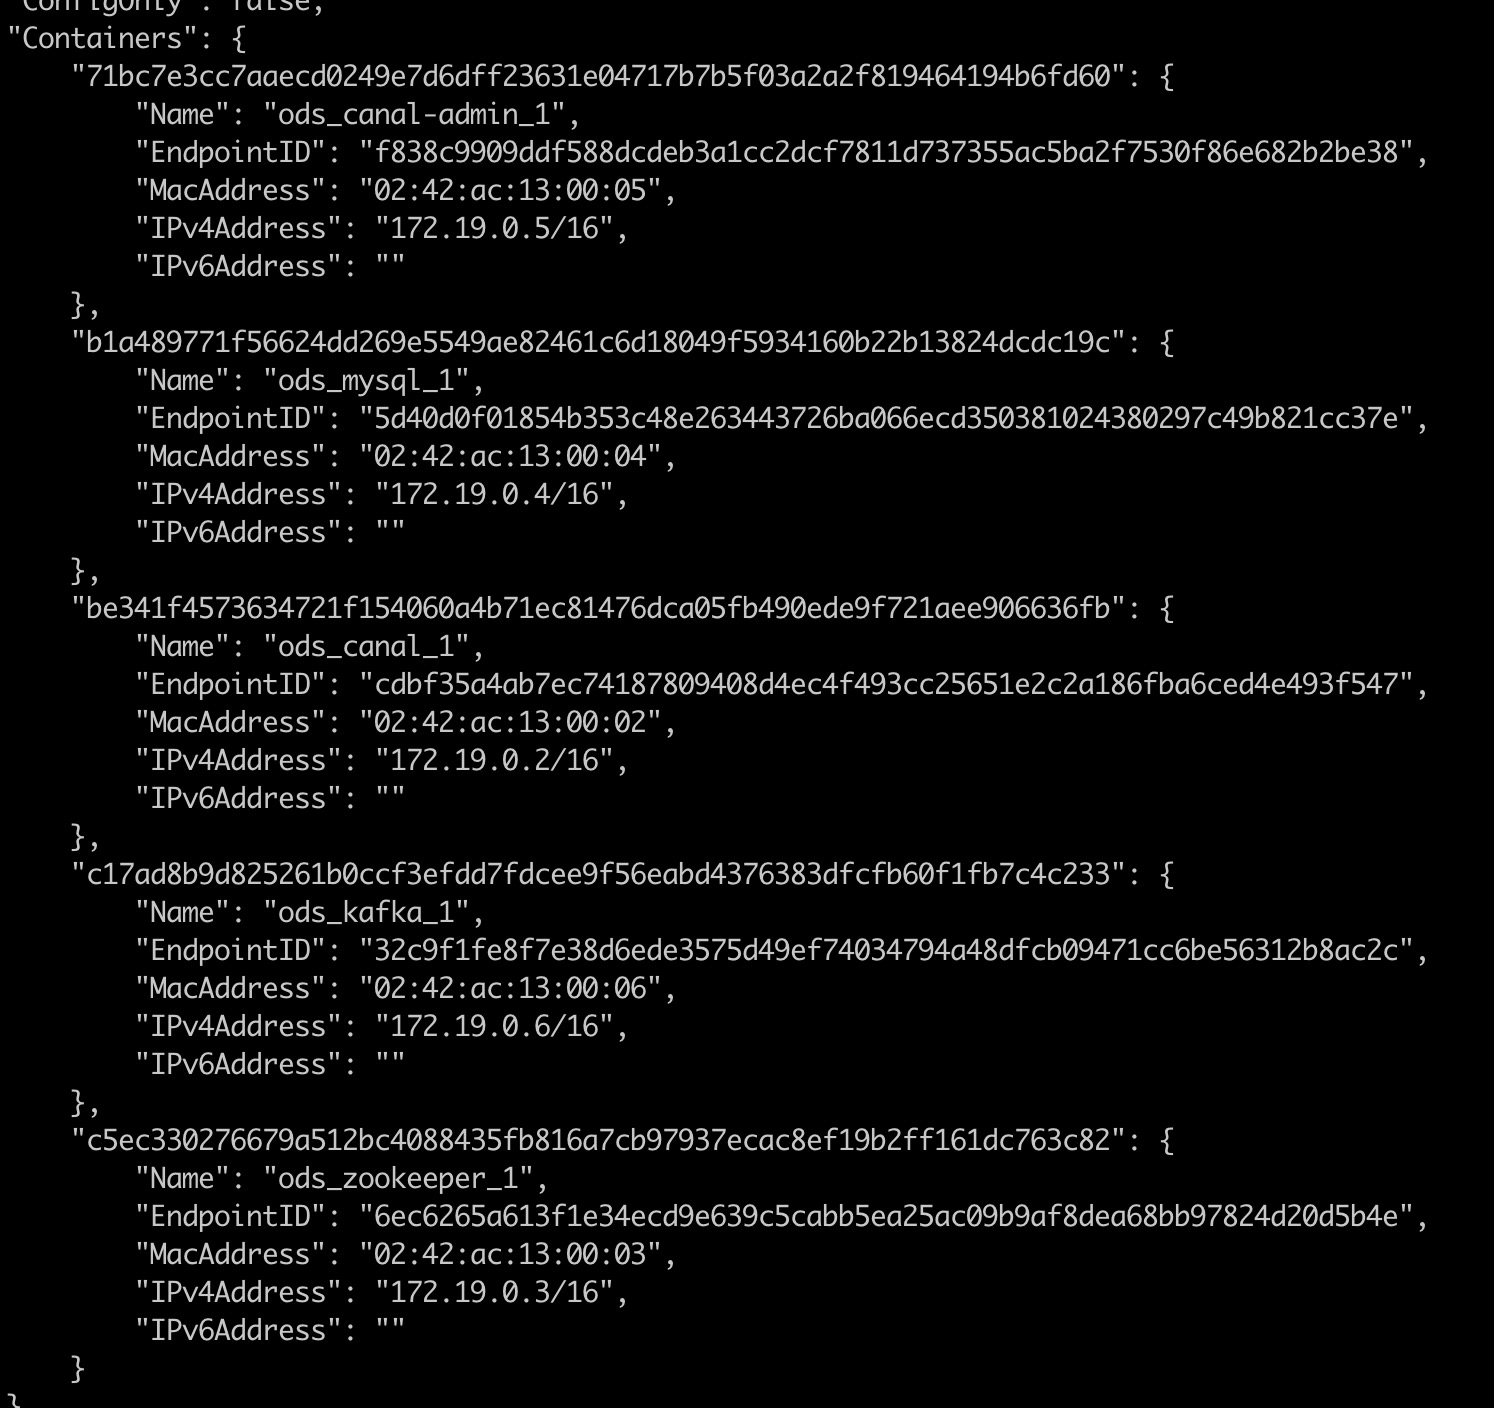 "ConfigOnly": false,
"Containers": {
    "71bc7e3cc7aaecd0249e7d6dff23631e04717b7b5f03a2a2f819464194b6fd60": {
        "Name": "ods_canal-admin_1",
        "EndpointID": "f838c9909ddf588dcdeb3a1cc2dcf7811d737355ac5ba2f7530f86e682b2be38",
        "MacAddress": "02:42:ac:13:00:05",
        "IPv4Address": "172.19.0.5/16",
        "IPv6Address": ""
    },
    "b1a489771f56624dd269e5549ae82461c6d18049f5934160b22b13824dcdc19c": {
        "Name": "ods_mysql_1",
        "EndpointID": "5d40d0f01854b353c48e263443726ba066ecd350381024380297c49b821cc37e",
        "MacAddress": "02:42:ac:13:00:04",
        "IPv4Address": "172.19.0.4/16",
        "IPv6Address": ""
    },
    "be341f4573634721f154060a4b71ec81476dca05fb490ede9f721aee906636fb": {
        "Name": "ods_canal_1",
        "EndpointID": "cdbf35a4ab7ec74187809408d4ec4f493cc25651e2c2a186fba6ced4e493f547",
        "MacAddress": "02:42:ac:13:00:02",
        "IPv4Address": "172.19.0.2/16",
        "IPv6Address": ""
    },
    "c17ad8b9d825261b0ccf3efdd7fdcee9f56eabd4376383dfcfb60f1fb7c4c233": {
        "Name": "ods_kafka_1",
        "EndpointID": "32c9f1fe8f7e38d6ede3575d49ef74034794a48dfcb09471cc6be56312b8ac2c",
        "MacAddress": "02:42:ac:13:00:06",
        "IPv4Address": "172.19.0.6/16",
        "IPv6Address": ""
    },
    "c5ec330276679a512bc4088435fb816a7cb97937ecac8ef19b2ff161dc763c82": {
        "Name": "ods_zookeeper_1",
        "EndpointID": "6ec6265a613f1e34ecd9e639c5cabb5ea25ac09b9af8dea68bb97824d20d5b4e",
        "MacAddress": "02:42:ac:13:00:03",
        "IPv4Address": "172.19.0.3/16",
        "IPv6Address": ""
    }
}